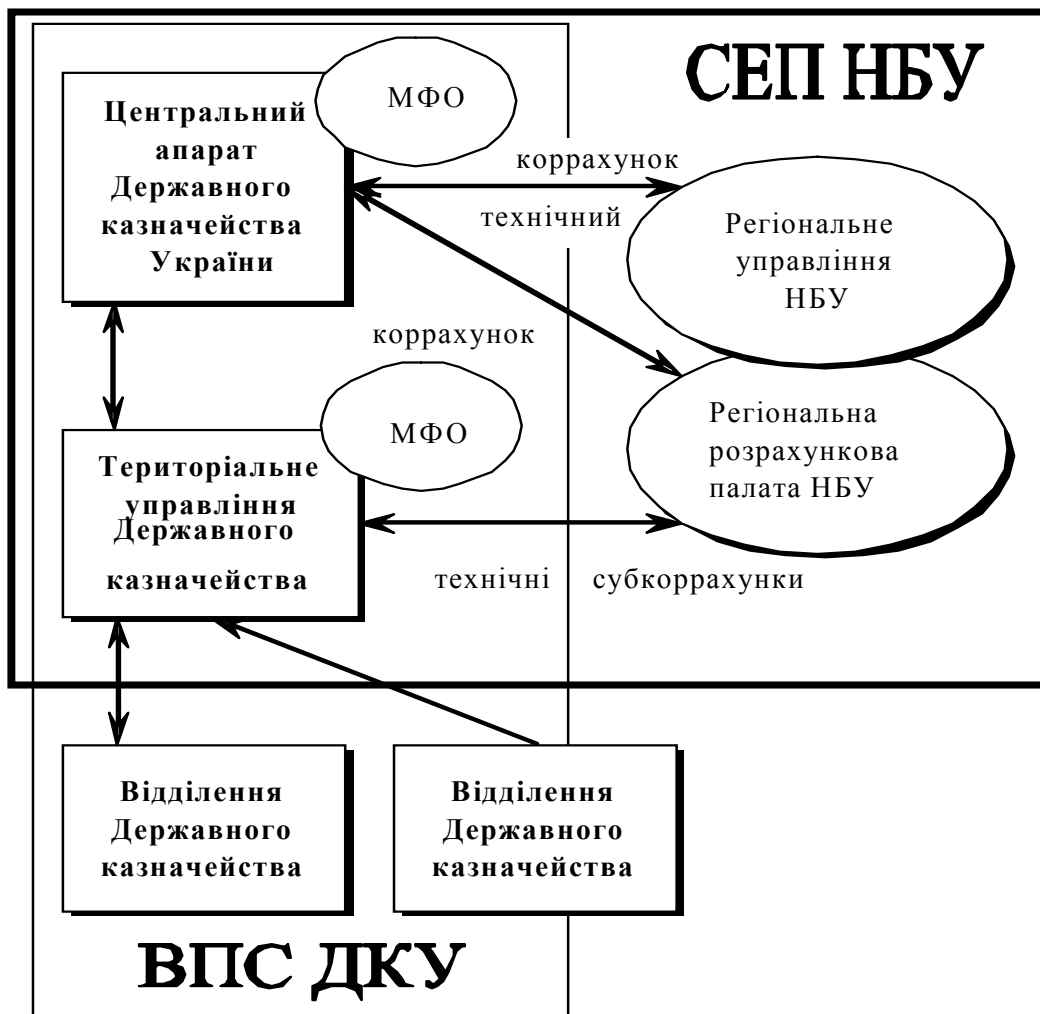 СЕП НБУ
МФО
Центральний
апарат
Державного
казначейства
України
коррахунок
технічний
Регіональне
управління
НБУ
коррахунок
МФО
Регіональна
розрахункова
палата НБУ
Територіальне
управління
Державного
казначейства
технічні субкоррахунки
Відділення
Державного
казначейства
Відділення
Державного
казначейства
ВПС ДКУ